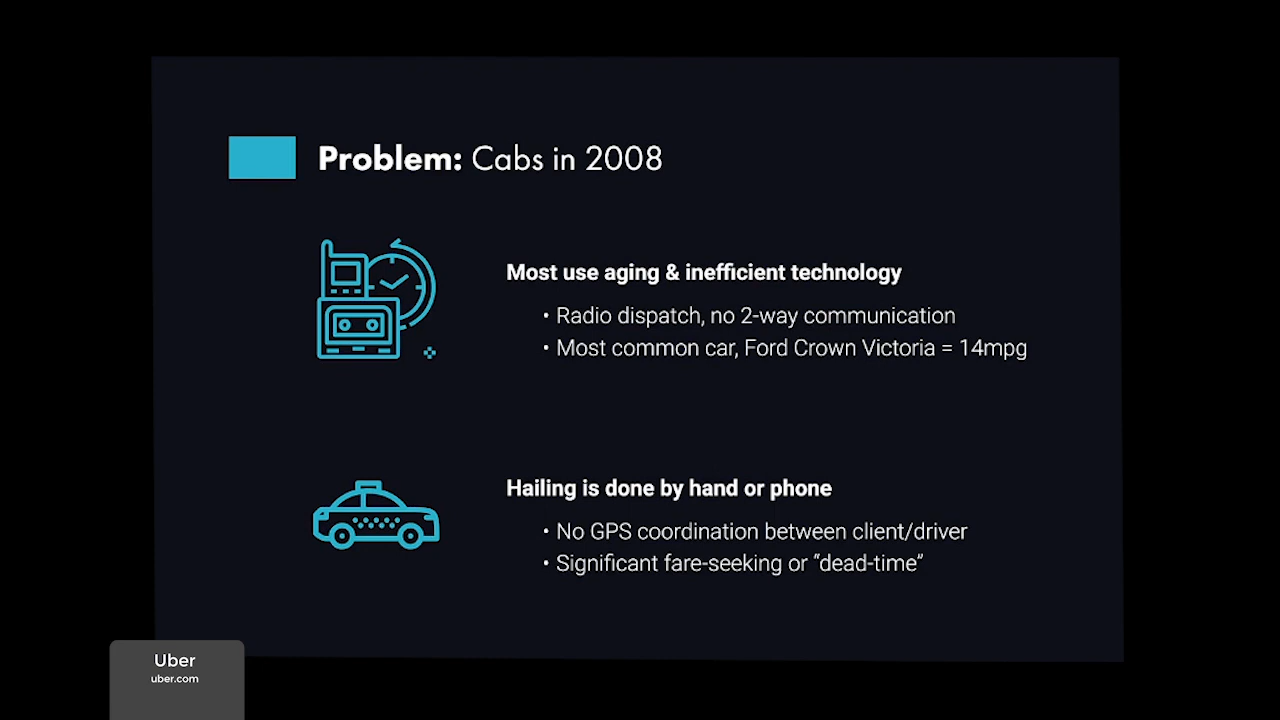 Problem: Cabs in 2008
Most use aging & inefficient technology
• Radio dispatch, no 2-way communication
• Most common car, Ford Crown Victoria = 14mpg
Hailing is done by hand or phone
• No GPS coordination between client/driver
• Significant fare-seeking or “dead-time”
Uber
uber.com